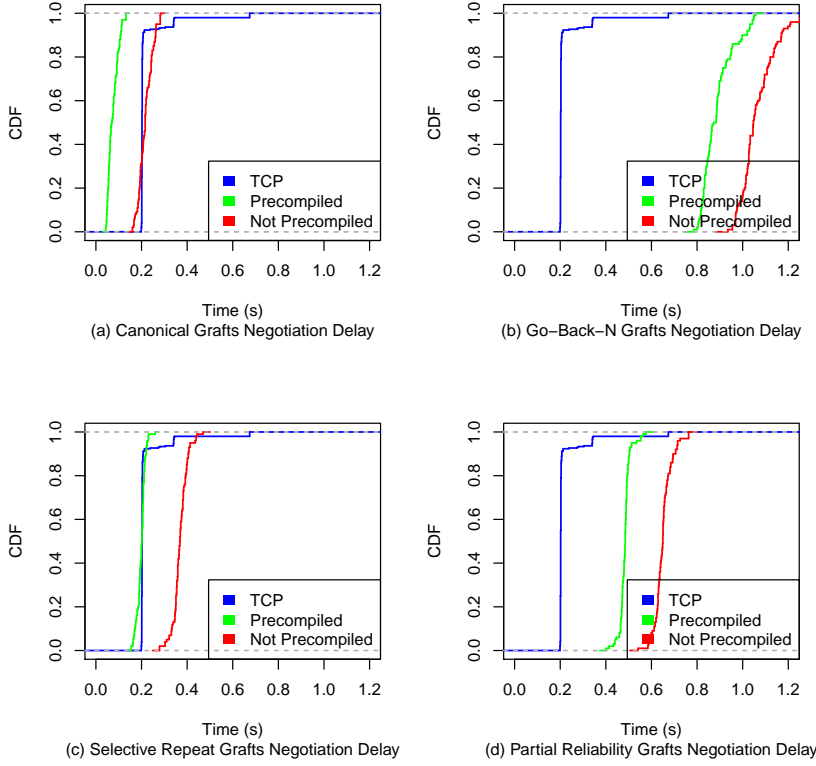 CDF
1.0
0.8
0.6
0.4
0.2
0.0
TCP
Precompiled
Not Precompiled
0.0 0.2 0.4 0.6 0.8 1.0 1.2
Time (s)
(a) Canonical Grafts Negotiation Delay
CDF
1.0
0.8
0.6
0.4
0.2
0.0
TCP
Precompiled
Not Precompiled
0.0 0.2 0.4 0.6 0.8 1.0 1.2
Time (s)
(b) Go−Back−N Grafts Negotiation Delay
CDF
1.0
0.8
0.6
0.4
0.2
0.0
TCP
Precompiled
Not Precompiled
0.0 0.2 0.4 0.6 0.8 1.0 1.2
Time (s)
(c) Selective Repeat Grafts Negotiation Delay
CDF
1.0
0.8
0.6
0.4
0.2
0.0
TCP
Precompiled
Not Precompiled
0.0 0.2 0.4 0.6 0.8 1.0 1.2
Time (s)
(d) Partial Reliability Grafts Negotiation Delay